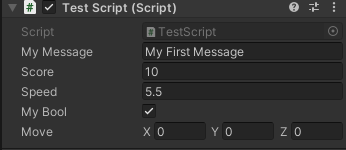 Test Script (Script)
Script TestScript
My Message My First Message
Score 10
Speed 5.5
My Bool
Move X 0 Y 0 Z 0